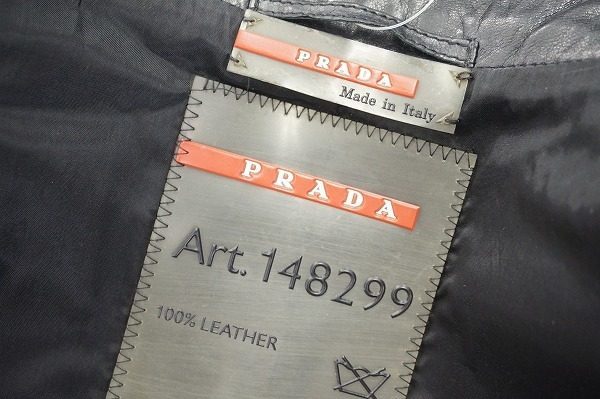 PRADA
Made in Italy
PRADA
Art. 148299
100% LEATHER